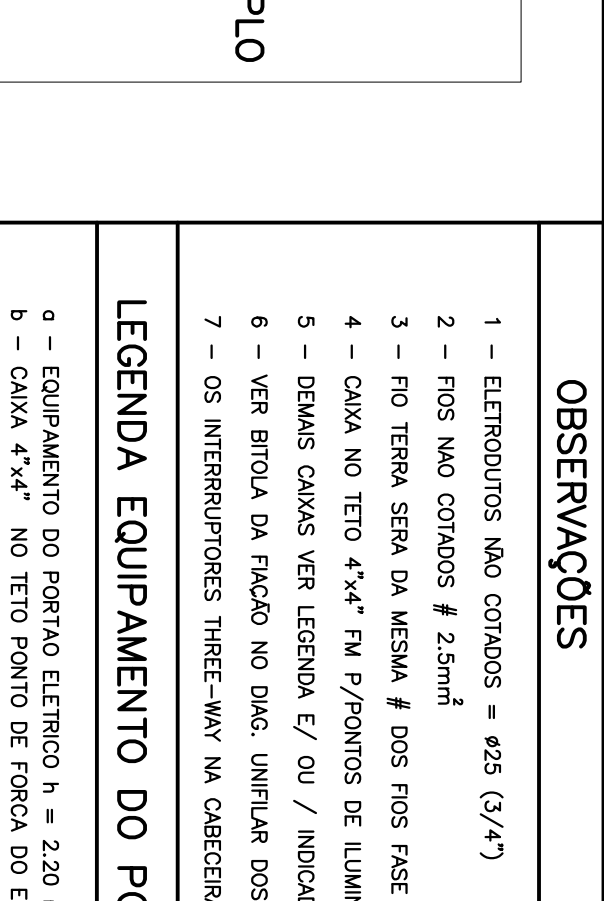 OBSERVAÇÕES
1 - ELETRODUTOS NÃO COTADOS = ø25 (3/4")
2 - FIOS NAO COTADOS # 2.5mm²
3 - FIO TERRA SERA DA MESMA # DOS FIOS FASE
4 - CAIXA NO TETO 4"x4" FM P/PONTOS DE ILUMIN
5 - DEMAIS CAIXAS VER LEGENDA E/ OU / INDICAD
6 - VER BITOLA DA FIAÇÃO NO DIAG. UNIFILAR DOS
7 - OS INTERRRUPTORES THREE-WAY NA CABECEIRA
LEGENDA EQUIPAMENTO DO PO
a - EQUIPAMENTO DO PORTAO ELETRICO h = 2.20
b - CAIXA 4"x4" NO TETO PONTO DE FORCA DO E
PLO